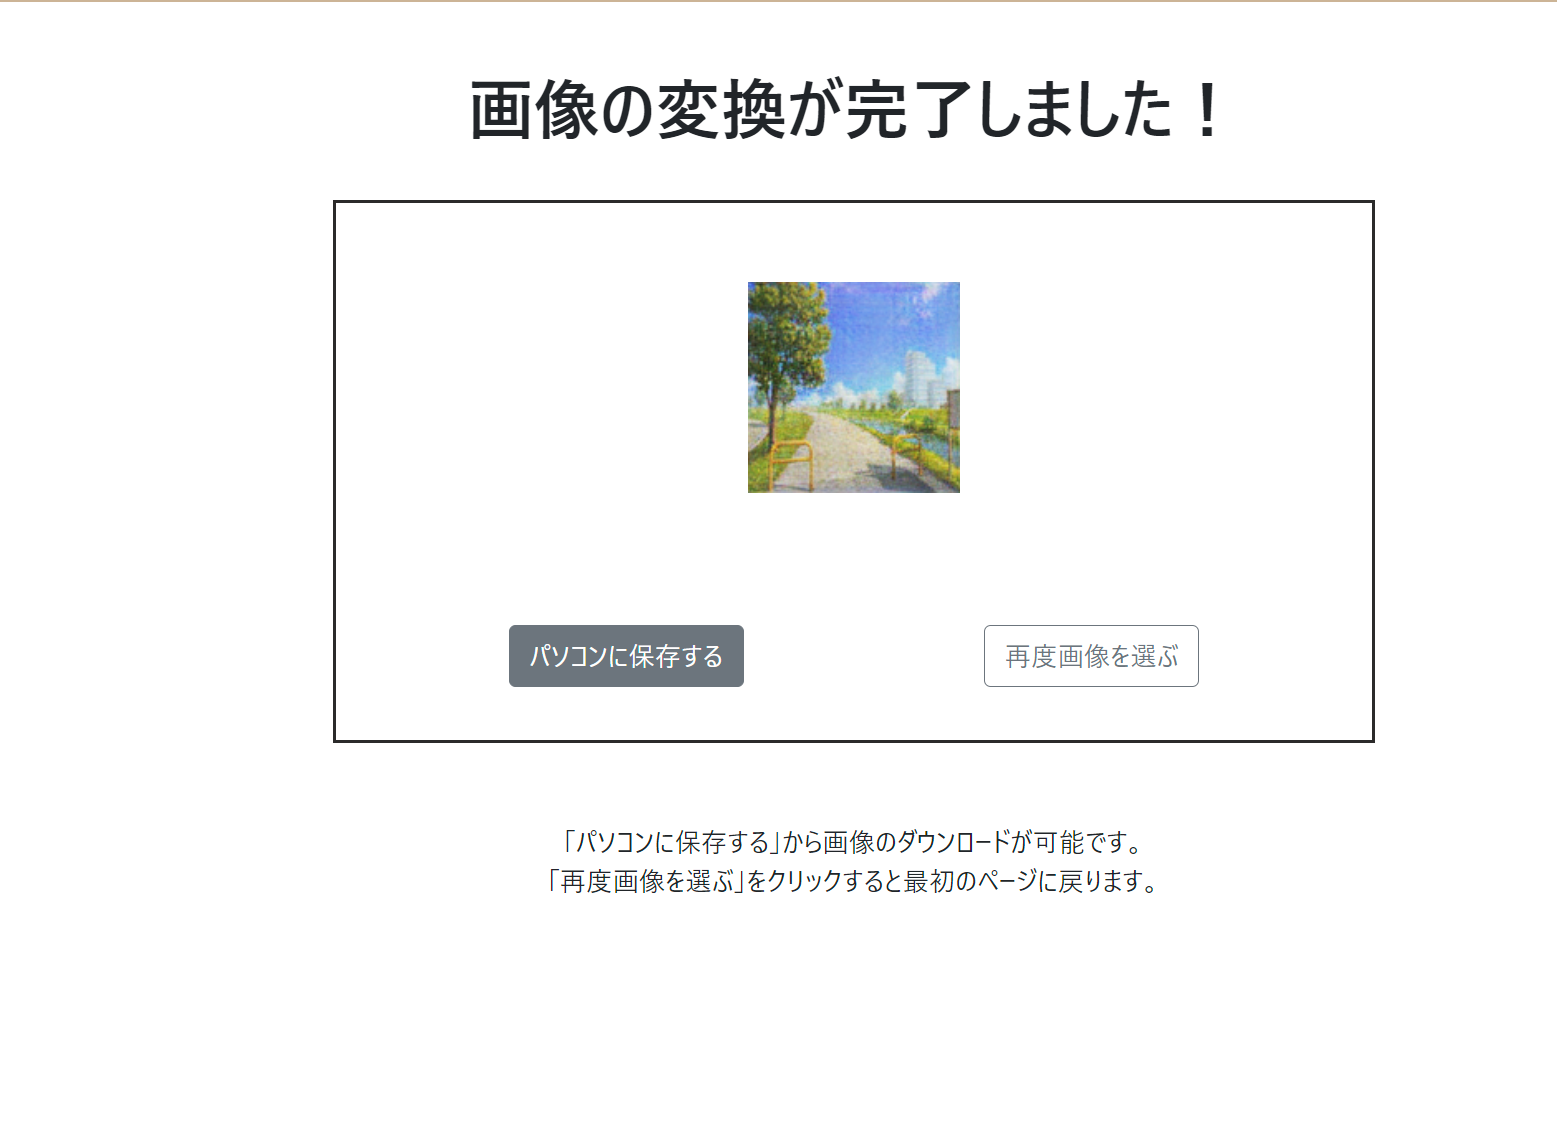 画像の変換が完了しました！
パソコンに保存する
再度画像を選ぶ
「パソコンに保存する」から画像のダウンロードが可能です。
「再度画像を選ぶ」をクリックすると最初のページに戻ります。